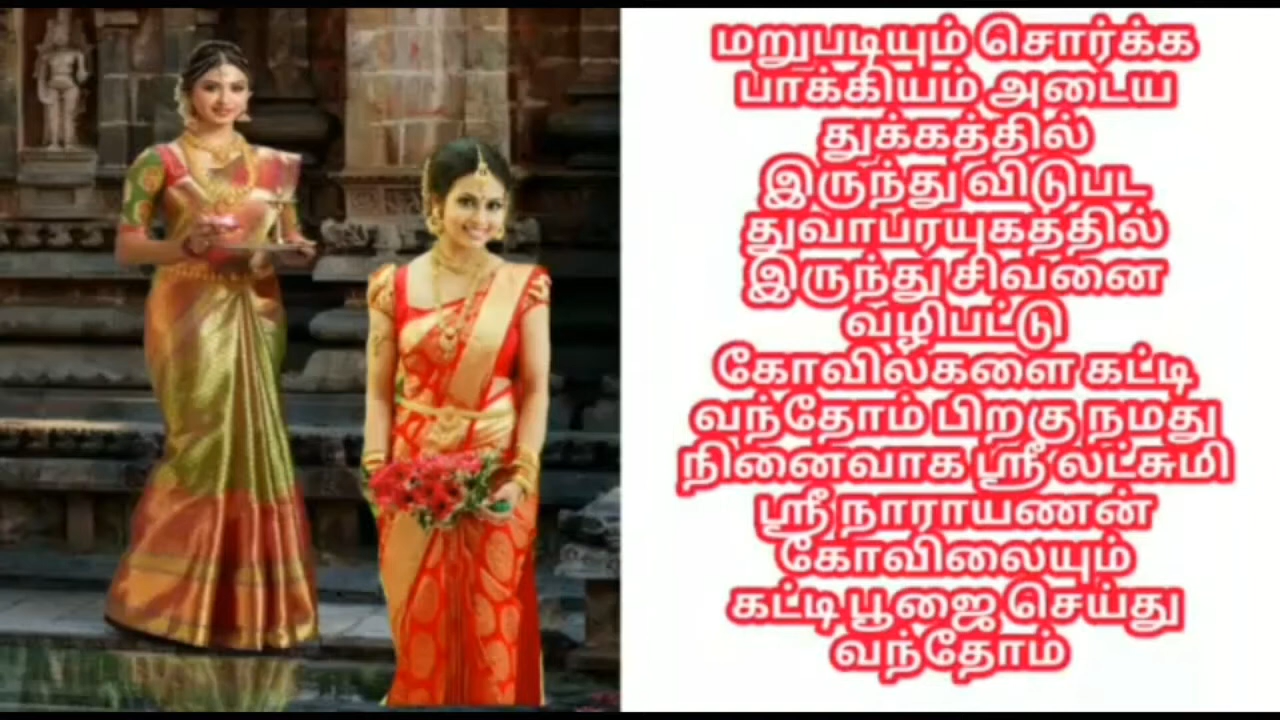 மறுபடியும் சொர்க்க
பாக்கியம் அடைய
துக்கத்தில்
இருந்து விடுபட
துவாபரயுகத்தில்
இருந்து சிவனை
வழிபட்டு
கோவில்களை கட்டி
வந்தோம் பிறகு நமது
நினைவாக ஸ்ரீ லட்சுமி
ஸ்ரீ நாராயணன்
கோவிலையும்
கட்டி பூஜை செய்து
வந்தோம்